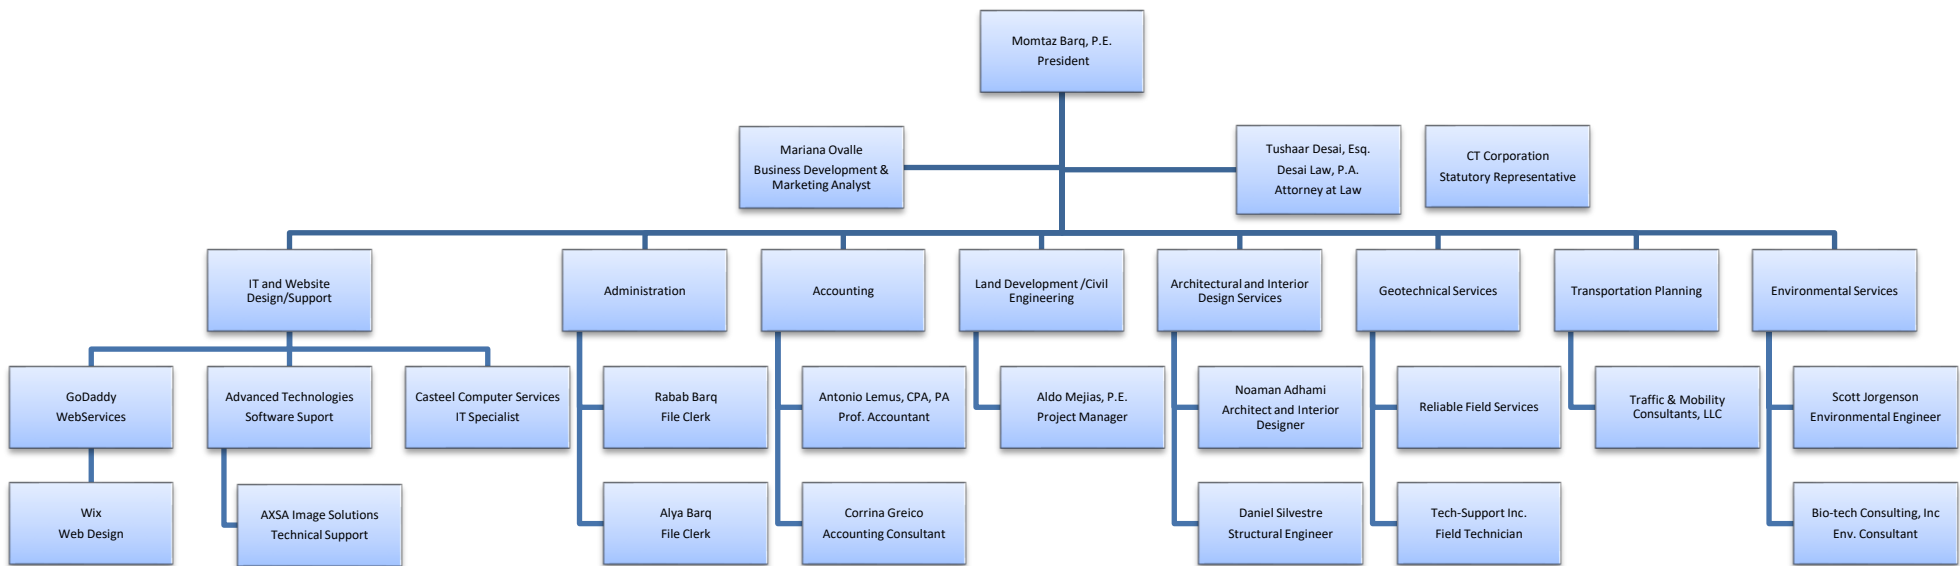 Momtaz Barq, P.E.
President
Mariana Ovalle
Business Development &
Marketing Analyst
Tushaar Desai, Esq.
Desai Law, P.A.
Attorney at Law
CT Corporation
Statutory Representative
IT and Website
Design/Support
Administration
Accounting
Land Development /Civil
Engineering
Architectural and Interior
Design Services
Geotechnical Services
Transportation Planning
Environmental Services
GoDaddy
WebServices
Advanced Technologies
Software Suport
Casteel Computer Services
IT Specialist
Rabab Barq
File Clerk
Antonio Lemus, CPA, PA
Prof. Accountant
Aldo Mejias, P.E.
Project Manager
Noaman Adhami
Architect and Interior
Designer
Reliable Field Services
Traffic & Mobility
Consultants, LLC
Scott Jorgenson
Environmental Engineer
Wix
Web Design
AXSA Image Solutions
Technical Support
Alya Barq
File Clerk
Corrina Greico
Accounting Consultant
Daniel Silvestre
Structural Engineer
Tech-Support Inc.
Field Technician
Bio-tech Consulting, Inc
Env. Consultant